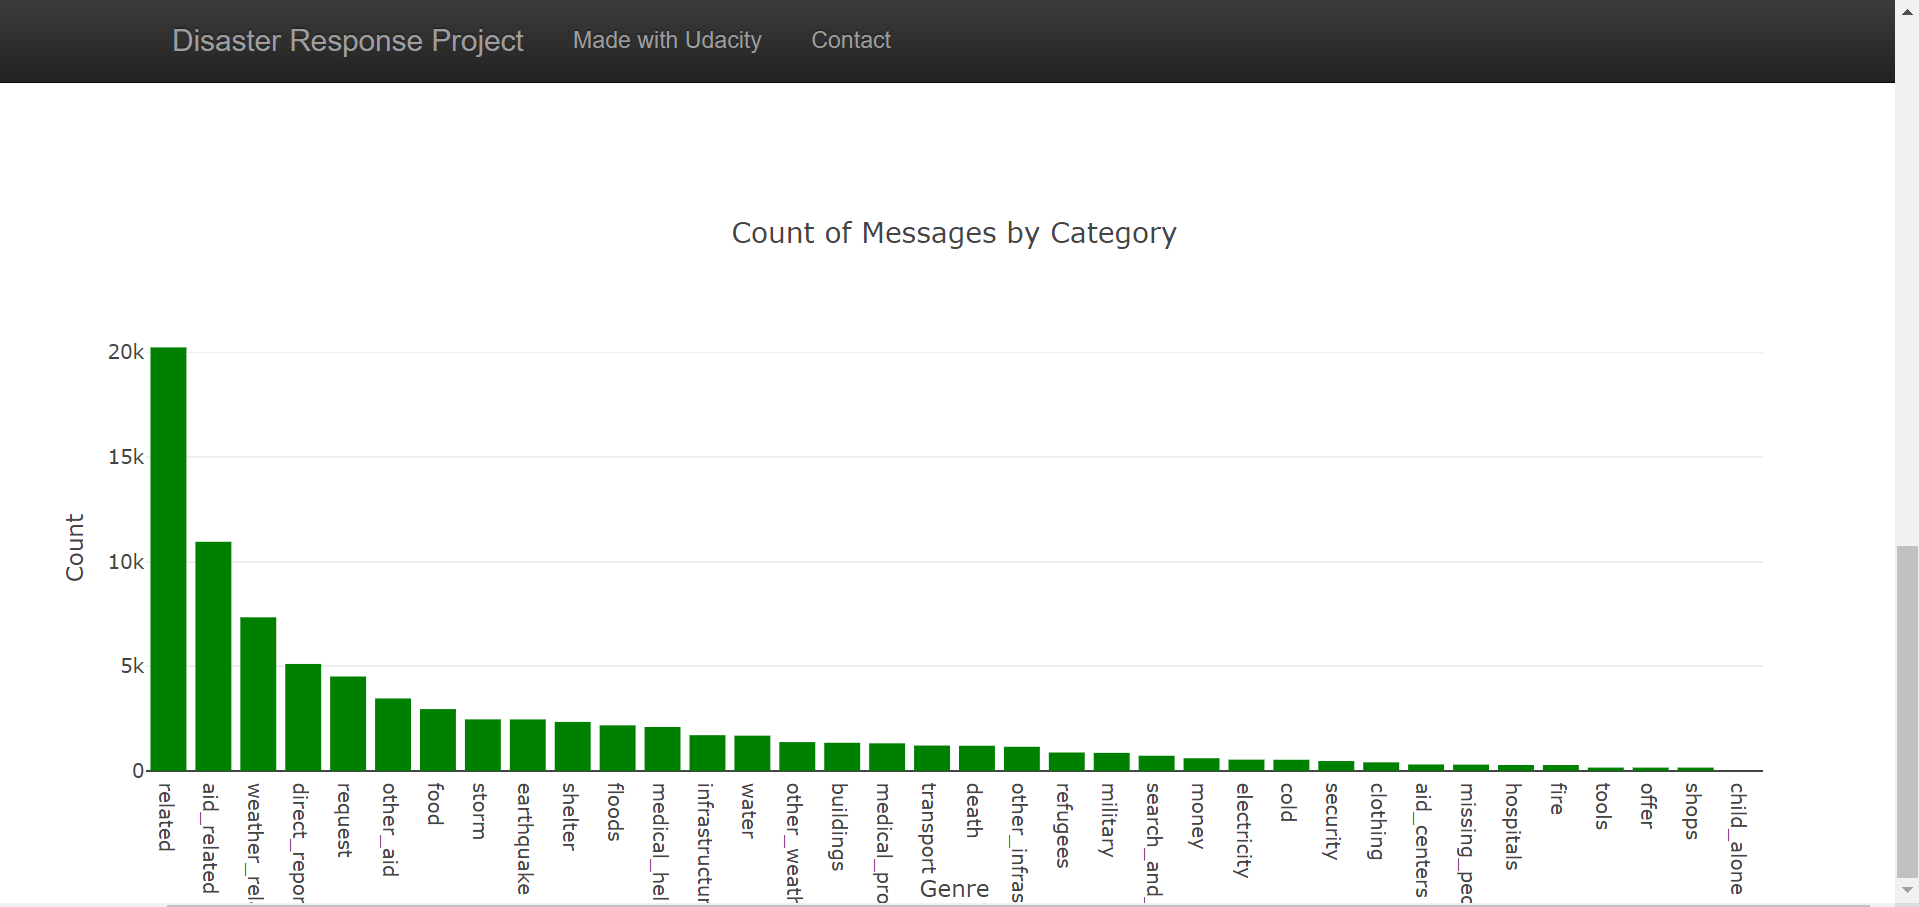 Disaster Response Project Made with Udacity Contact
Count of Messages by Category
20k
15k
10k
5k
0
Count
related
aid_related
weather_rel
direct_repor
request
other_aid
food
storm
earthquake
shelter
floods
medical_hel
infrastructur
water
other_weath
buildings
medical_pro
transport
death
other_infras
refugees
military
search_and_
money
electricity
cold
security
clothing
aid_centers
missing_peo
hospitals
fire
tools
offer
shops
child_alone
Genre